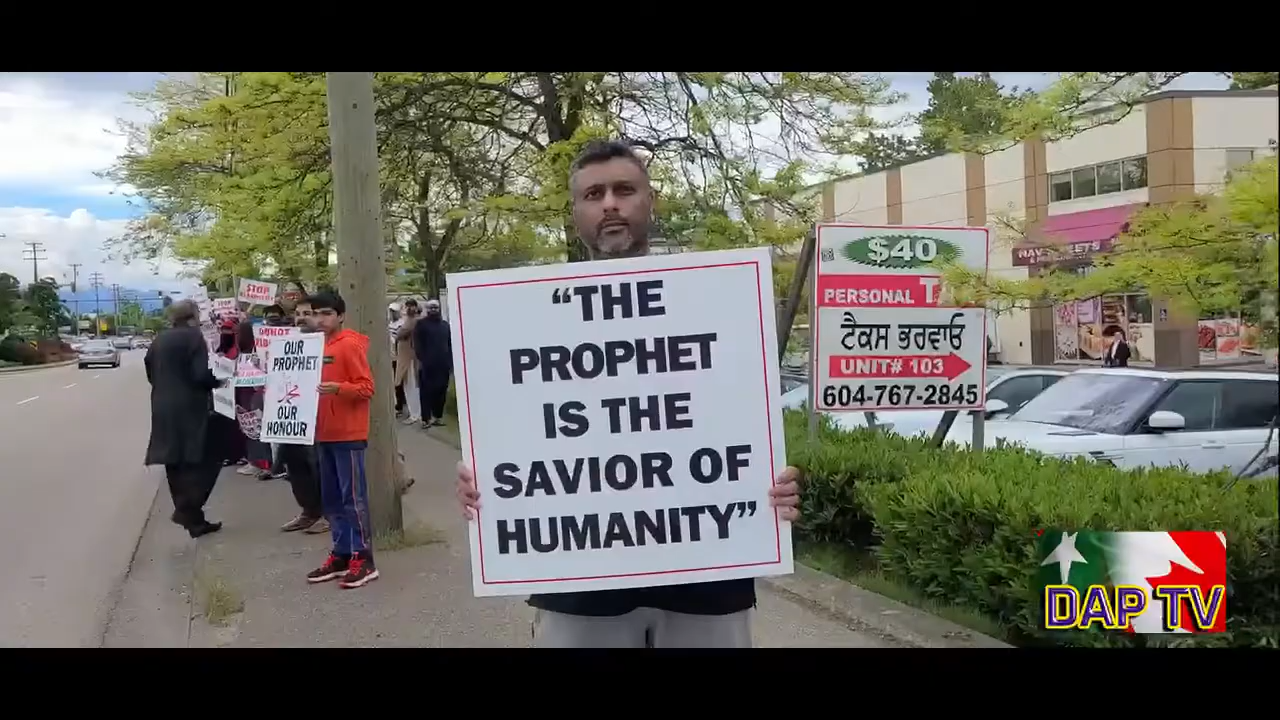 “THE
PROPHET
IS THE
SAVIOR OF
HUMANITY”
OUR
PROPHET
OUR
HONOUR
STOP
$40
PERSONAL
ਟੈਕਸ ਭਰਵਾਓ
UNIT# 103
604-767-2845
DAP TV